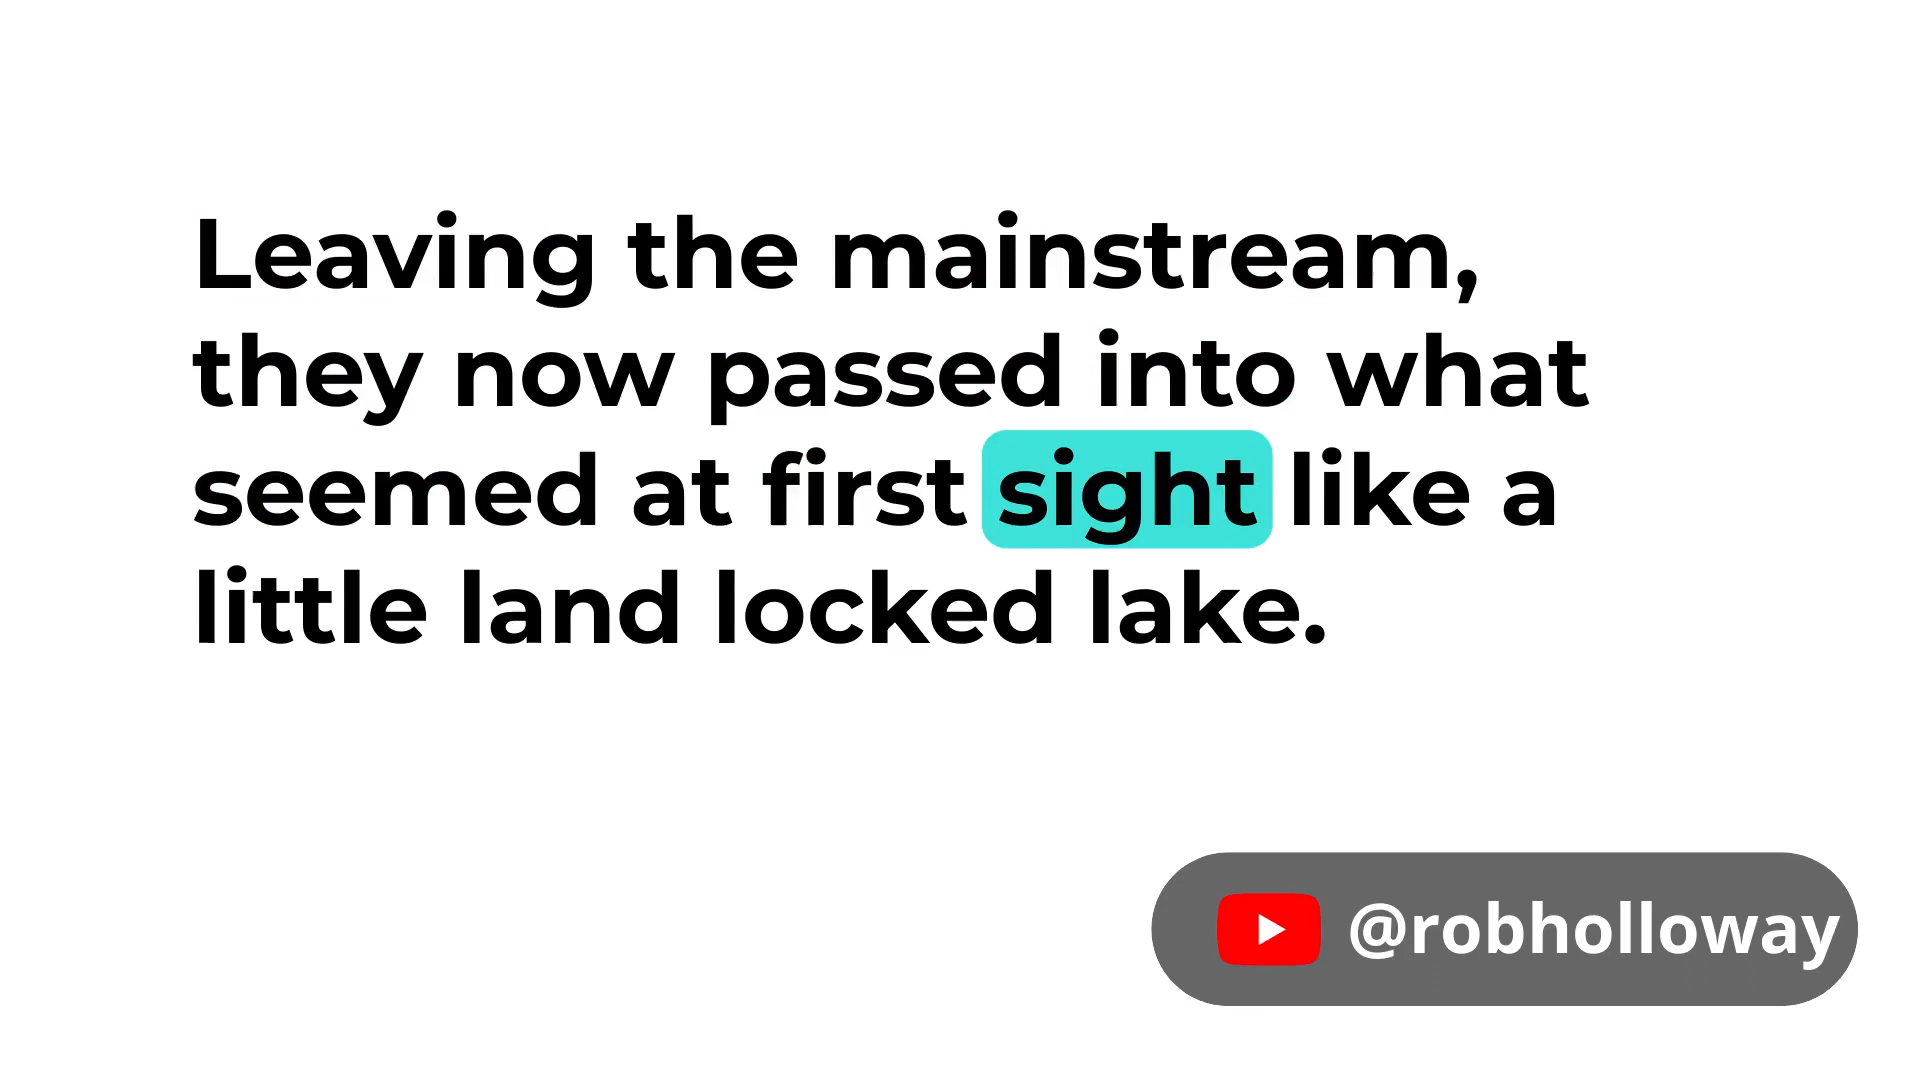 Leaving the mainstream,
they now passed into what
seemed at first sight like a
little land locked lake.
@robholloway